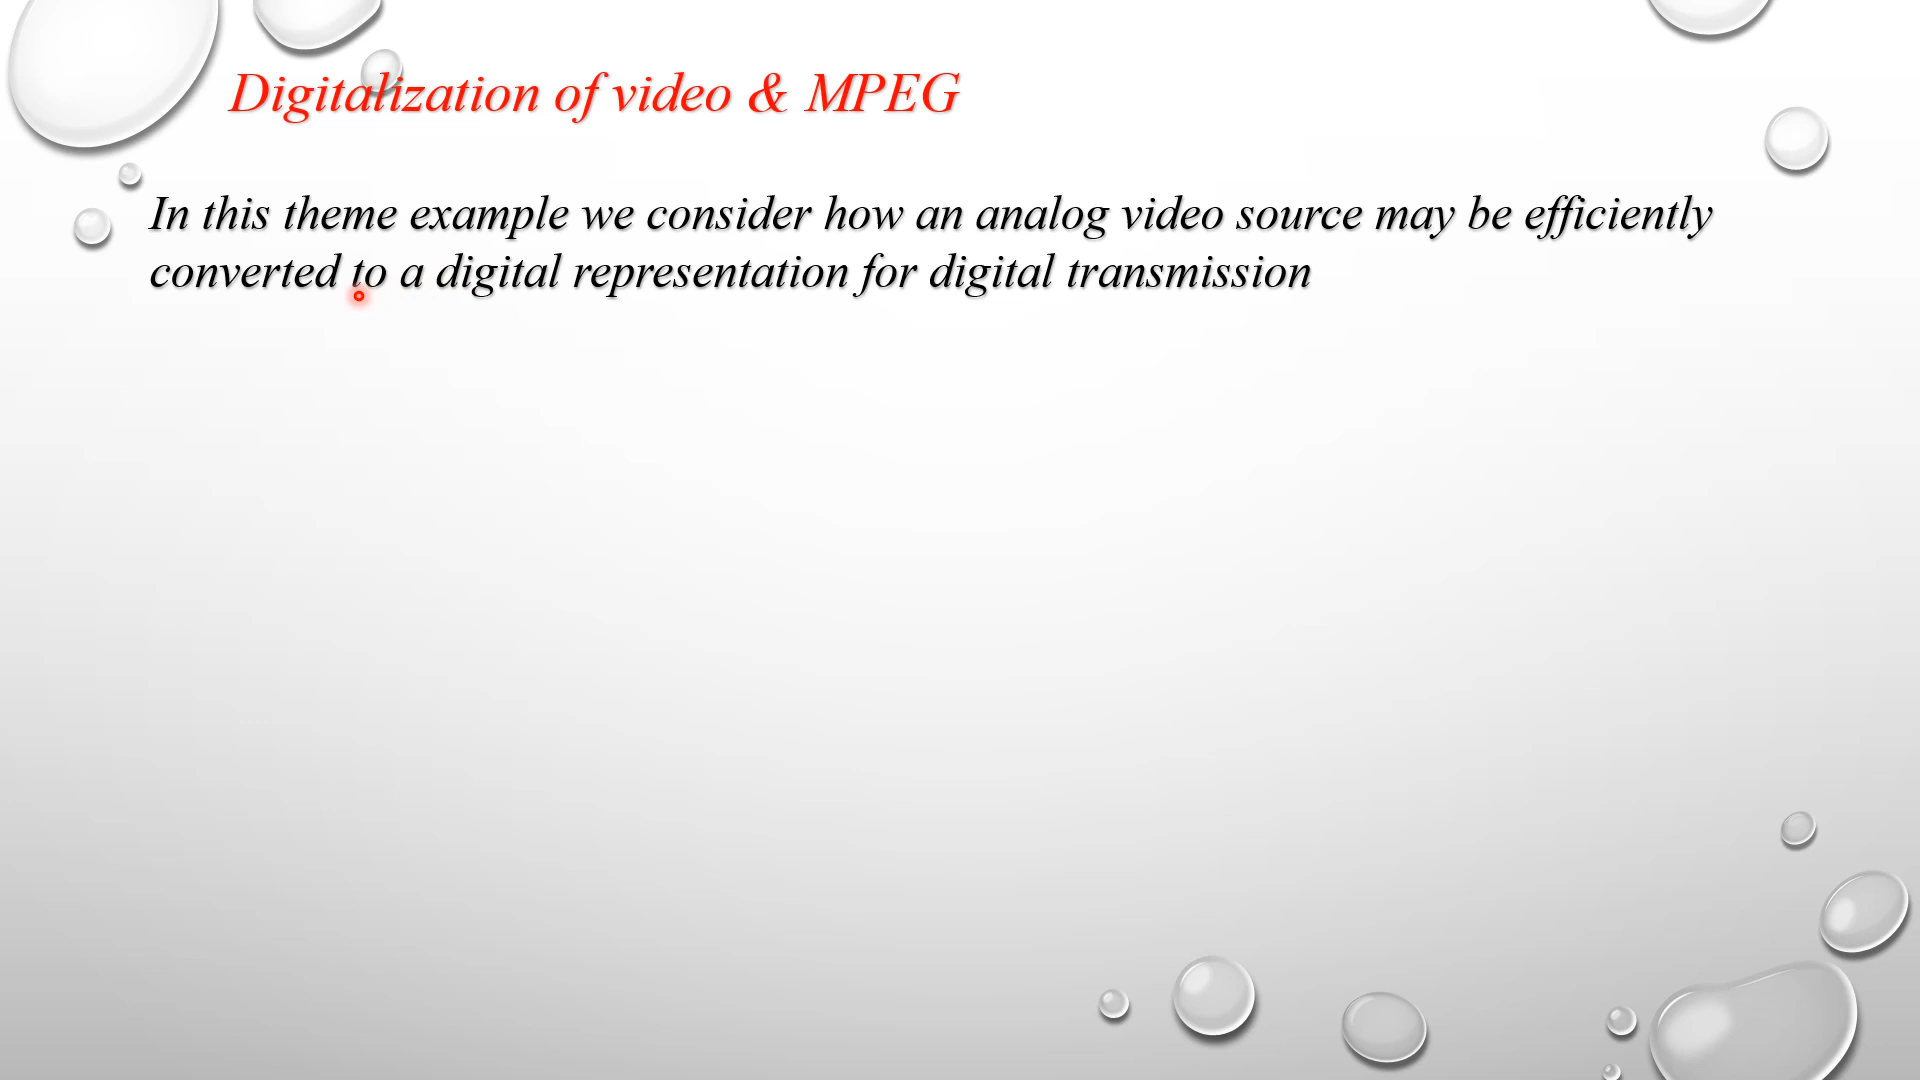 Digitalization of video & MPEG
In this theme example we consider how an analog video source may be efficiently
converted to a digital representation for digital transmission